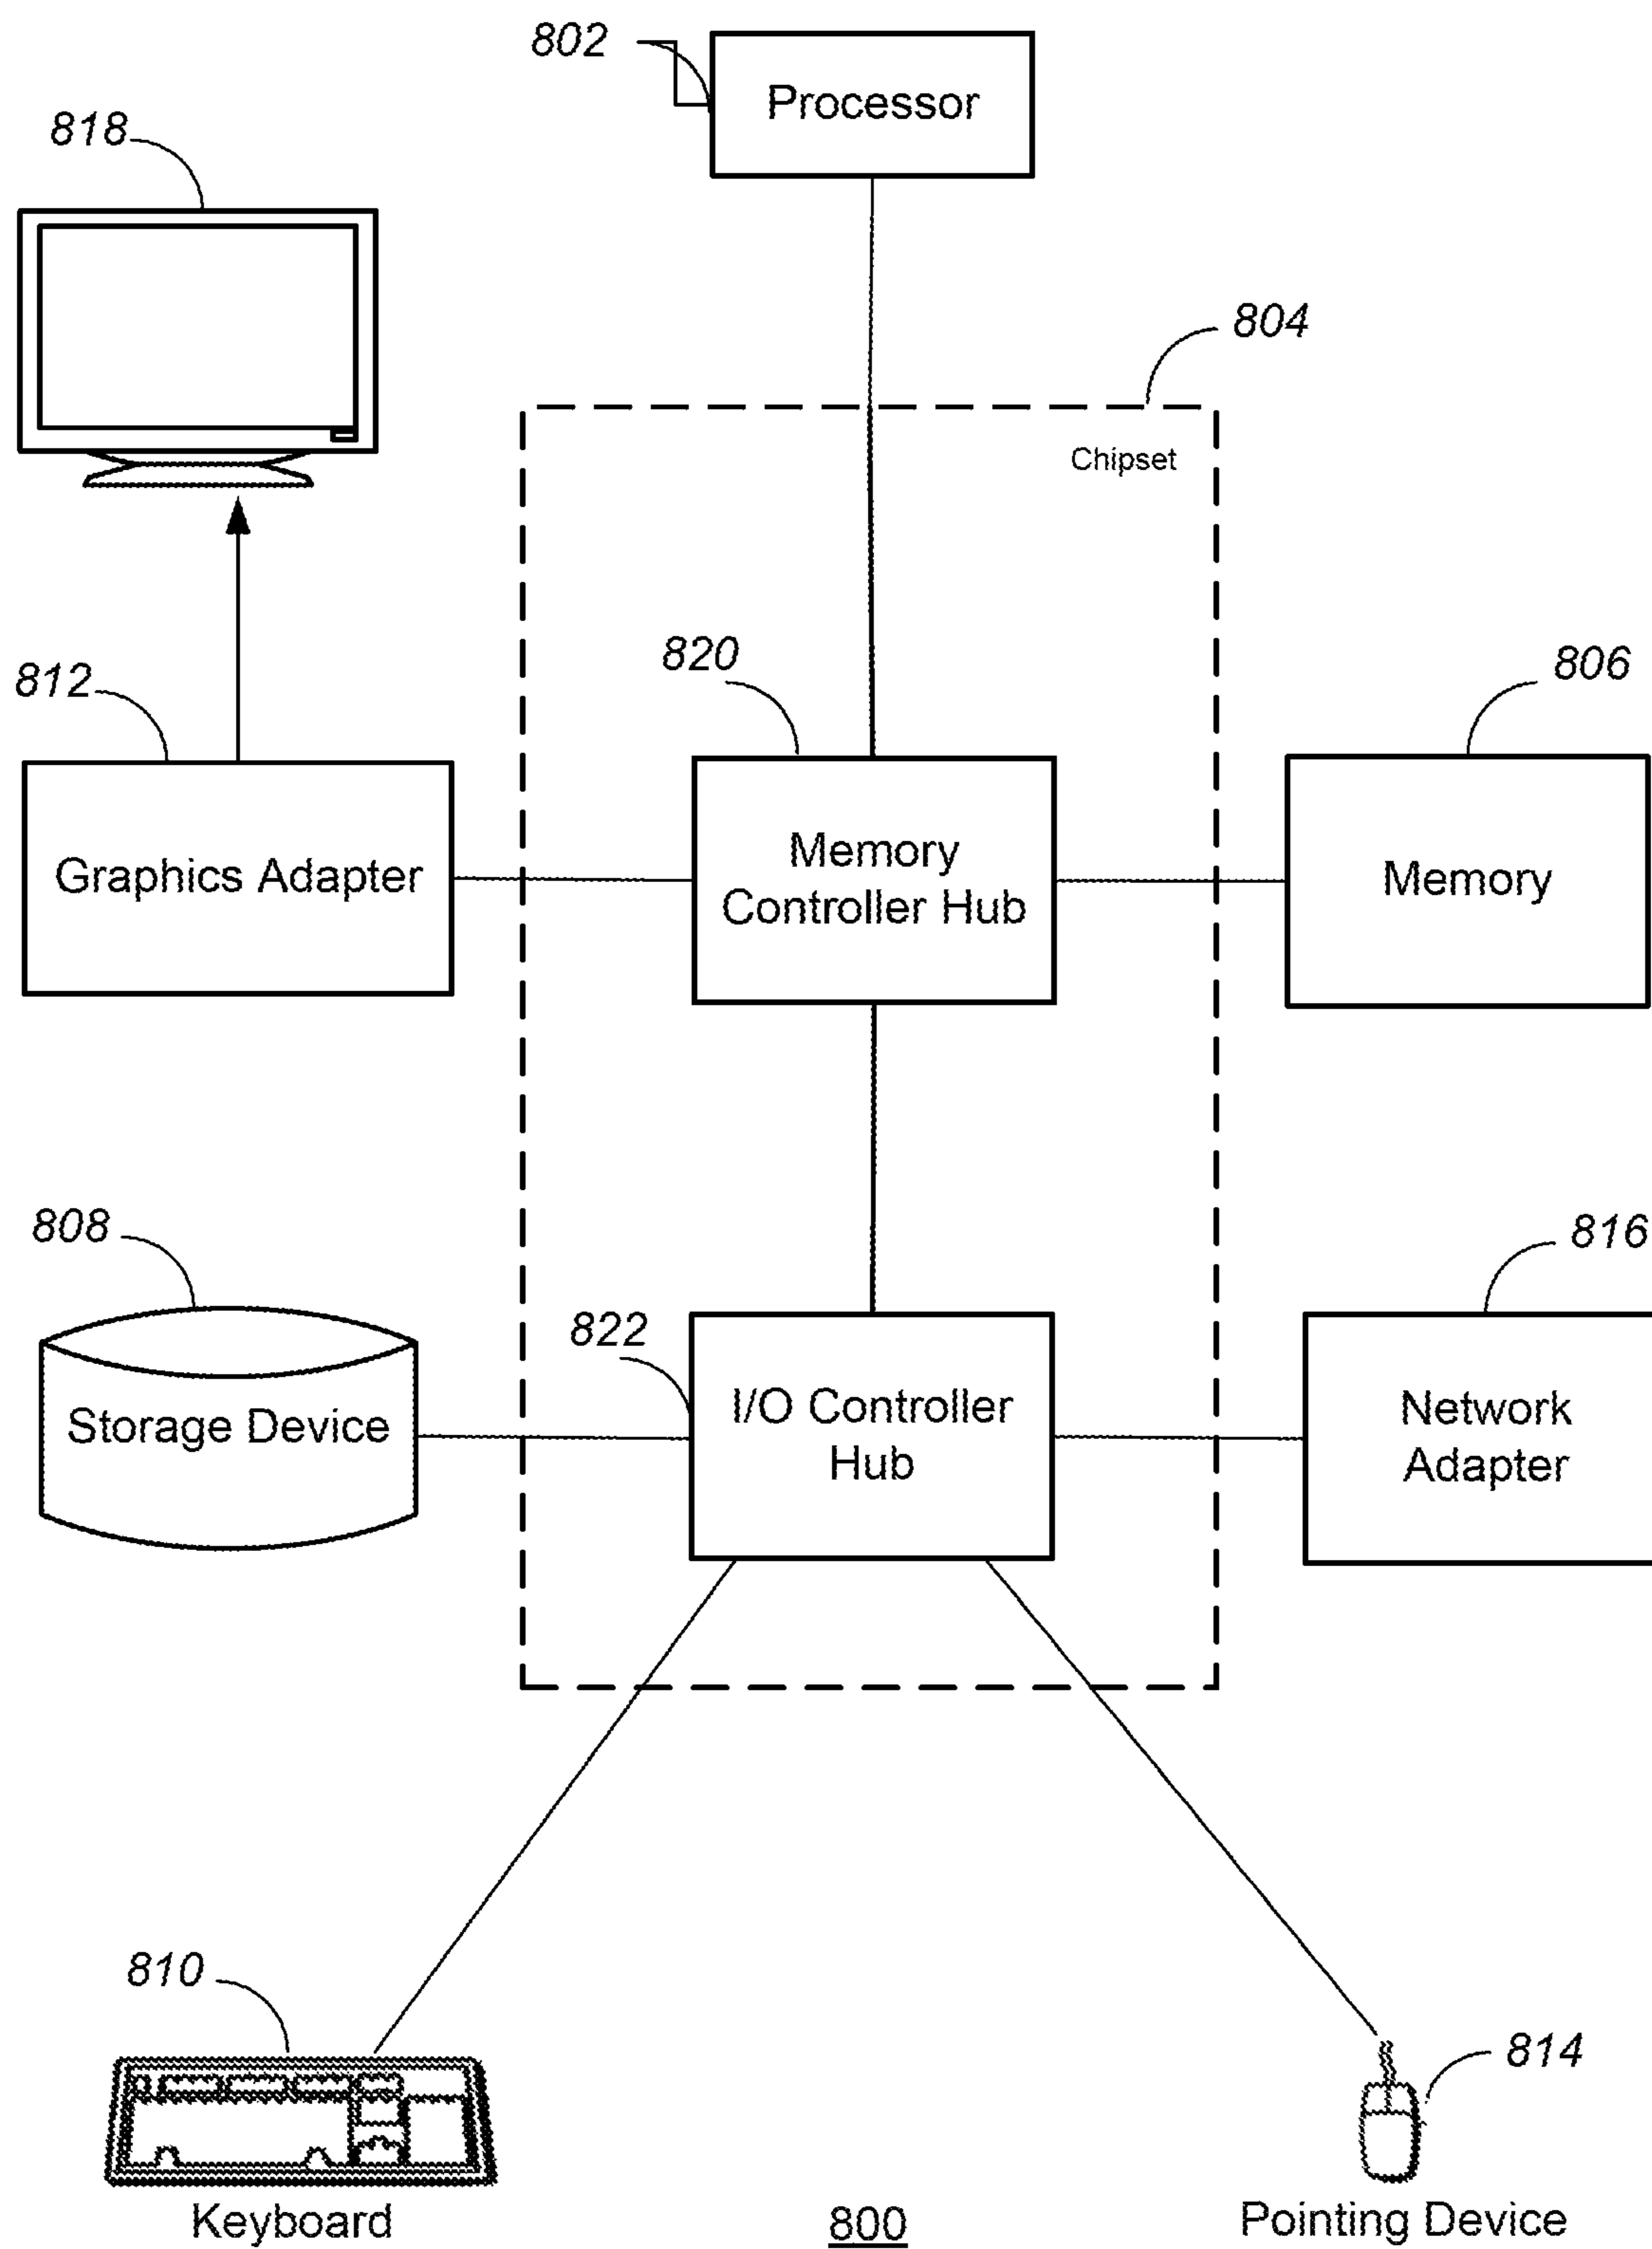 802
Processor
818
804
Chipset
820
806
812
Memory
Controller Hub
Graphics Adapter
Memory
808
816
822
I/O Controller
Hub
Storage Device
Network
Adapter
810
814
Keyboard
800
Pointing Device